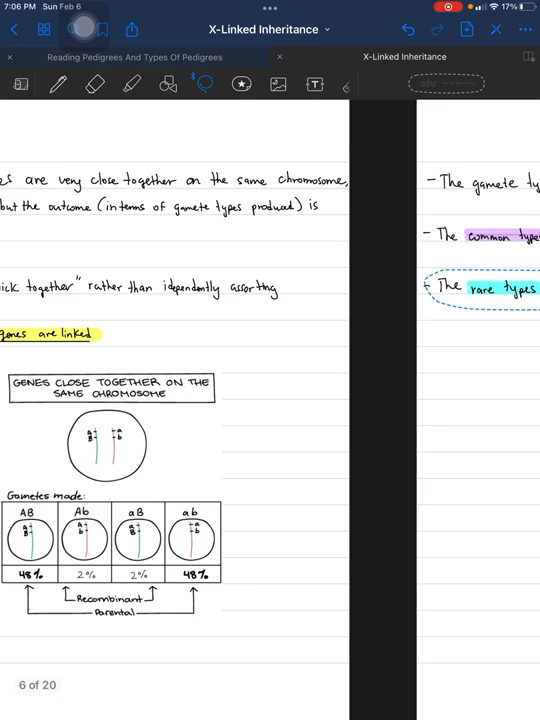 7:06 PM Sun Feb 6
17%
X-Linked Inheritance
Reading Pedigrees And Types Of Pedigrees
X-Linked Inheritance
abc
es are very close together on the same chromosome,
but the outcome (in terms of gamete types produced) is
ick together" rather than idependently assorting
genes are linked
GENES CLOSE TOGETHER ON THE
SAME CHROMOSOME
A a
B b
Gametes made:
AB Ab aB ab
A A a a
B b B b
48% 2% 2% 48%
Recombinant
Parental
6 of 20
- The gamete ty
- The common types
- The rare types